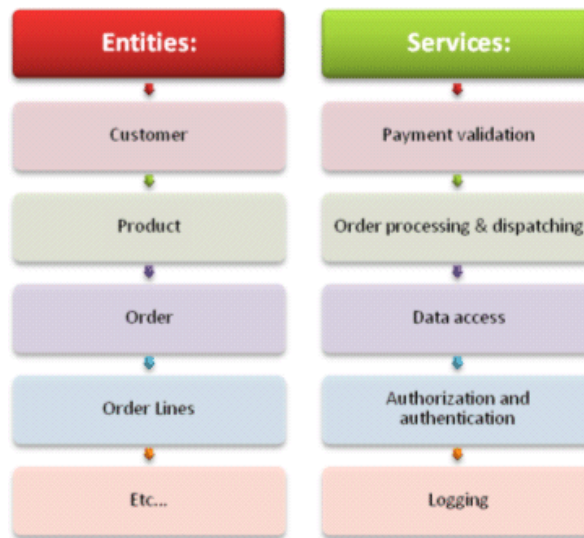 Entities:
Customer
Product
Order
Order Lines
Etc...
Services:
Payment validation
Order processing & dispatching
Data access
Authorization and
authentication
Logging